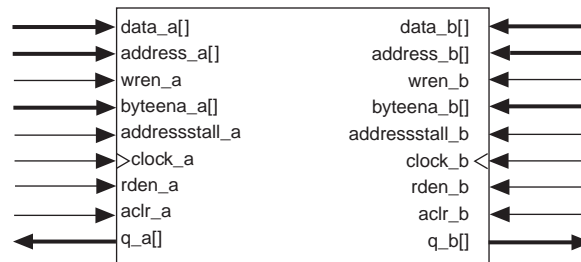 data_a[] data_b[]
address_a[] address_b[]
wren_a wren_b
byteena_a[] byteena_b[]
addressstall_a addressstall_b
clock_a clock_b
rden_a rden_b
aclr_a aclr_b
q_a[] q_b[]